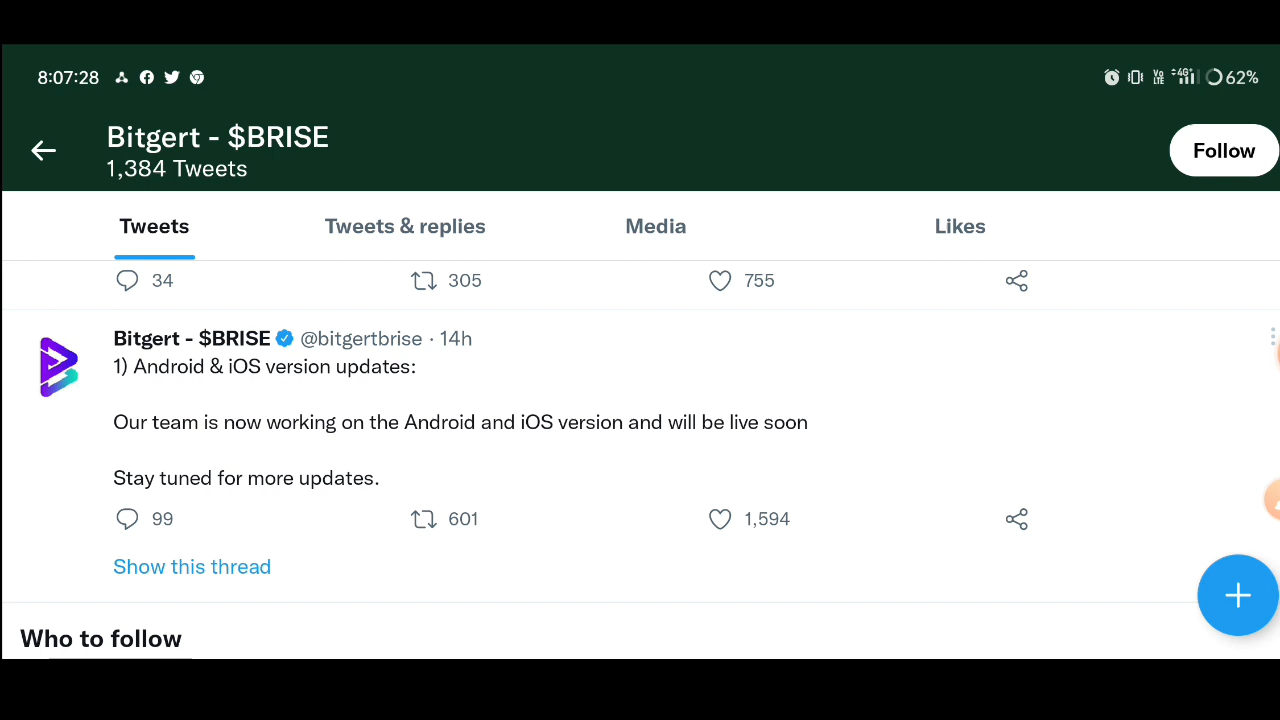 8:07:28
Vo LTE 4G+ 62%
Bitgert - $BRISE
1,384 Tweets
Follow
Tweets Tweets & replies Media Likes
34 305 755
Bitgert - $BRISE @bitgertbrise · 14h
1) Android & iOS version updates:
Our team is now working on the Android and iOS version and will be live soon
Stay tuned for more updates.
99 601 1,594
Show this thread
Who to follow